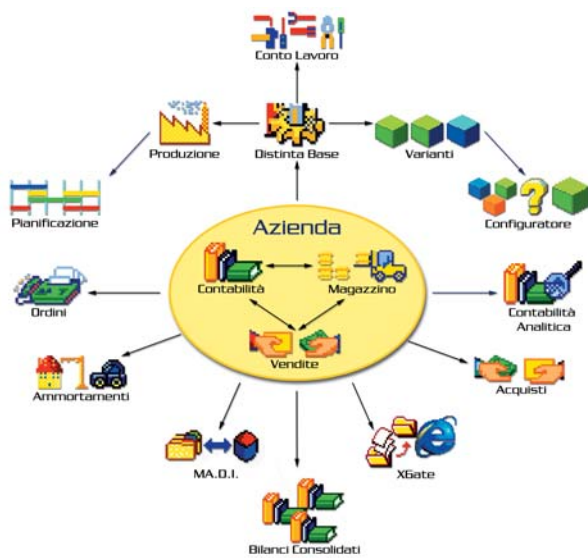 Conto Lavoro
Produzione
Distinta Base
Varianti
Pianificazione
Configuratore
Azienda
Contabilità
Magazzino
Vendite
Ordini
Contabilità
Analitica
Ammortamenti
Acquisti
MA.D.I.
XGate
Bilanci Consolidati